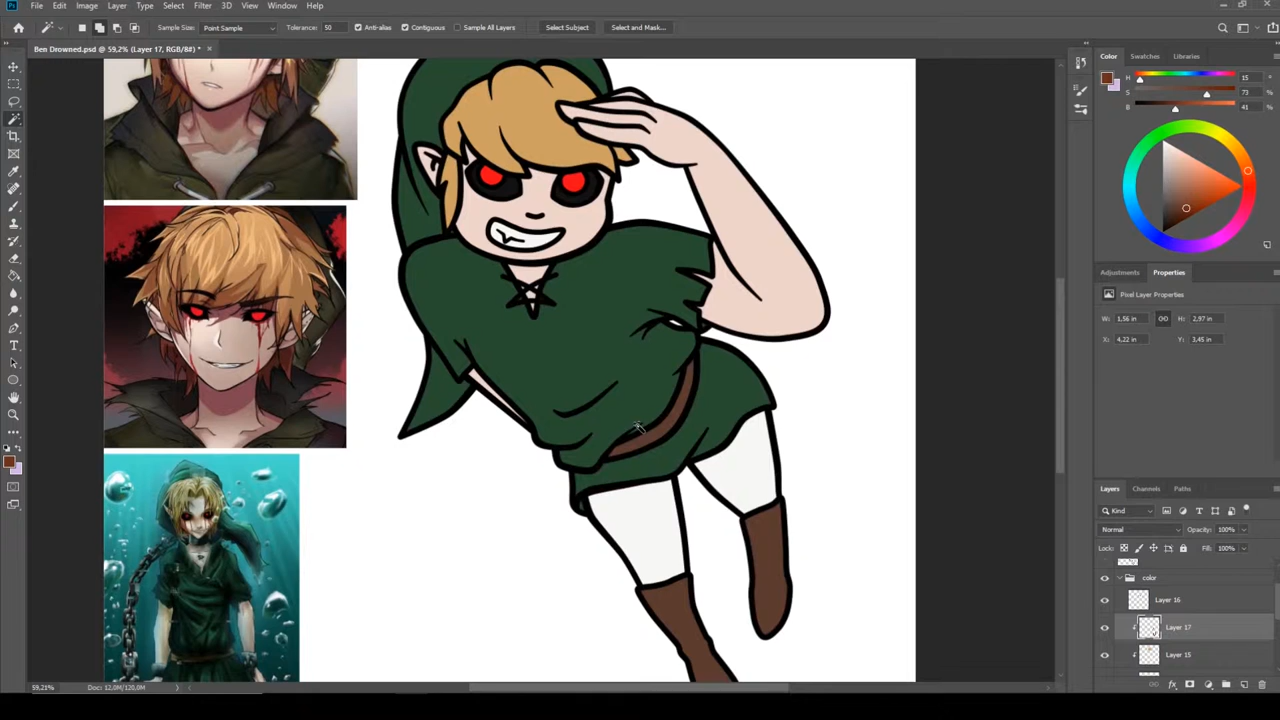 File Edit Image Layer Type Select Filter 3D View Window Help
Sample Size: Point Sample Tolerance: 50 Anti-alias Contiguous Sample All Layers Select Subject Select and Mask...
Ben Drowned.psd @ 59,2% (Layer 17, RGB/8#) * ×
Color Swatches Libraries
H 15 °
S 73 %
B 41 %
Adjustments Properties
Pixel Layer Properties
W: 1,56 in H: 2,97 in
X: 4,22 in Y: 3,45 in
Layers Channels Paths
Kind
Normal Opacity: 100%
Lock: Fill: 100%
color
Layer 16
Layer 17
Layer 15
59,21% Doc: 12,0M/120,0M